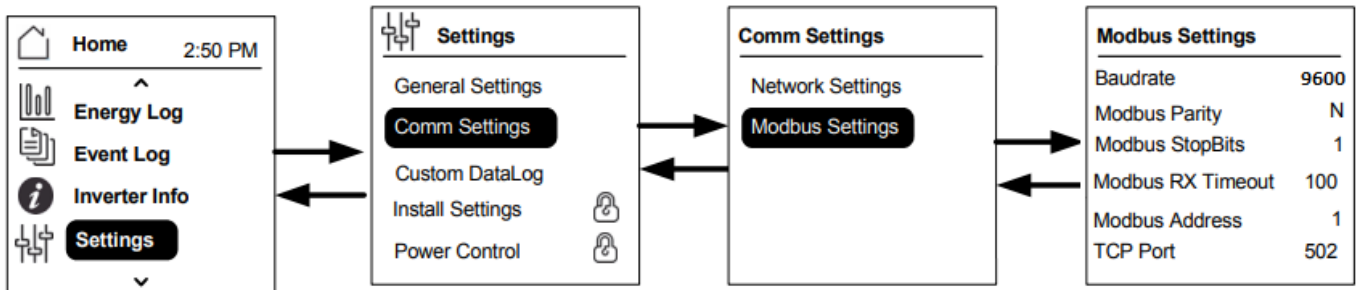 Home 2:50 PM
Energy Log
Event Log
Inverter Info
Settings
Settings
General Settings
Comm Settings
Custom DataLog
Install Settings
Power Control
Comm Settings
Network Settings
Modbus Settings
Modbus Settings
Baudrate 9600
Modbus Parity N
Modbus StopBits 1
Modbus RX Timeout 100
Modbus Address 1
TCP Port 502